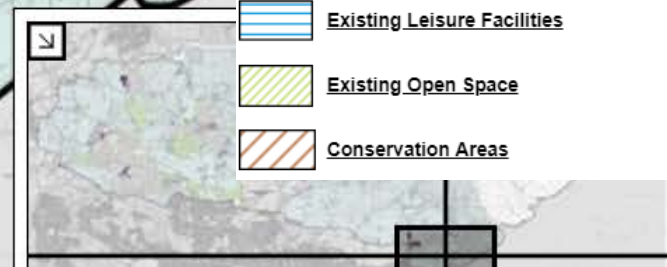 Existing Leisure Facilities
Existing Open Space
Conservation Areas